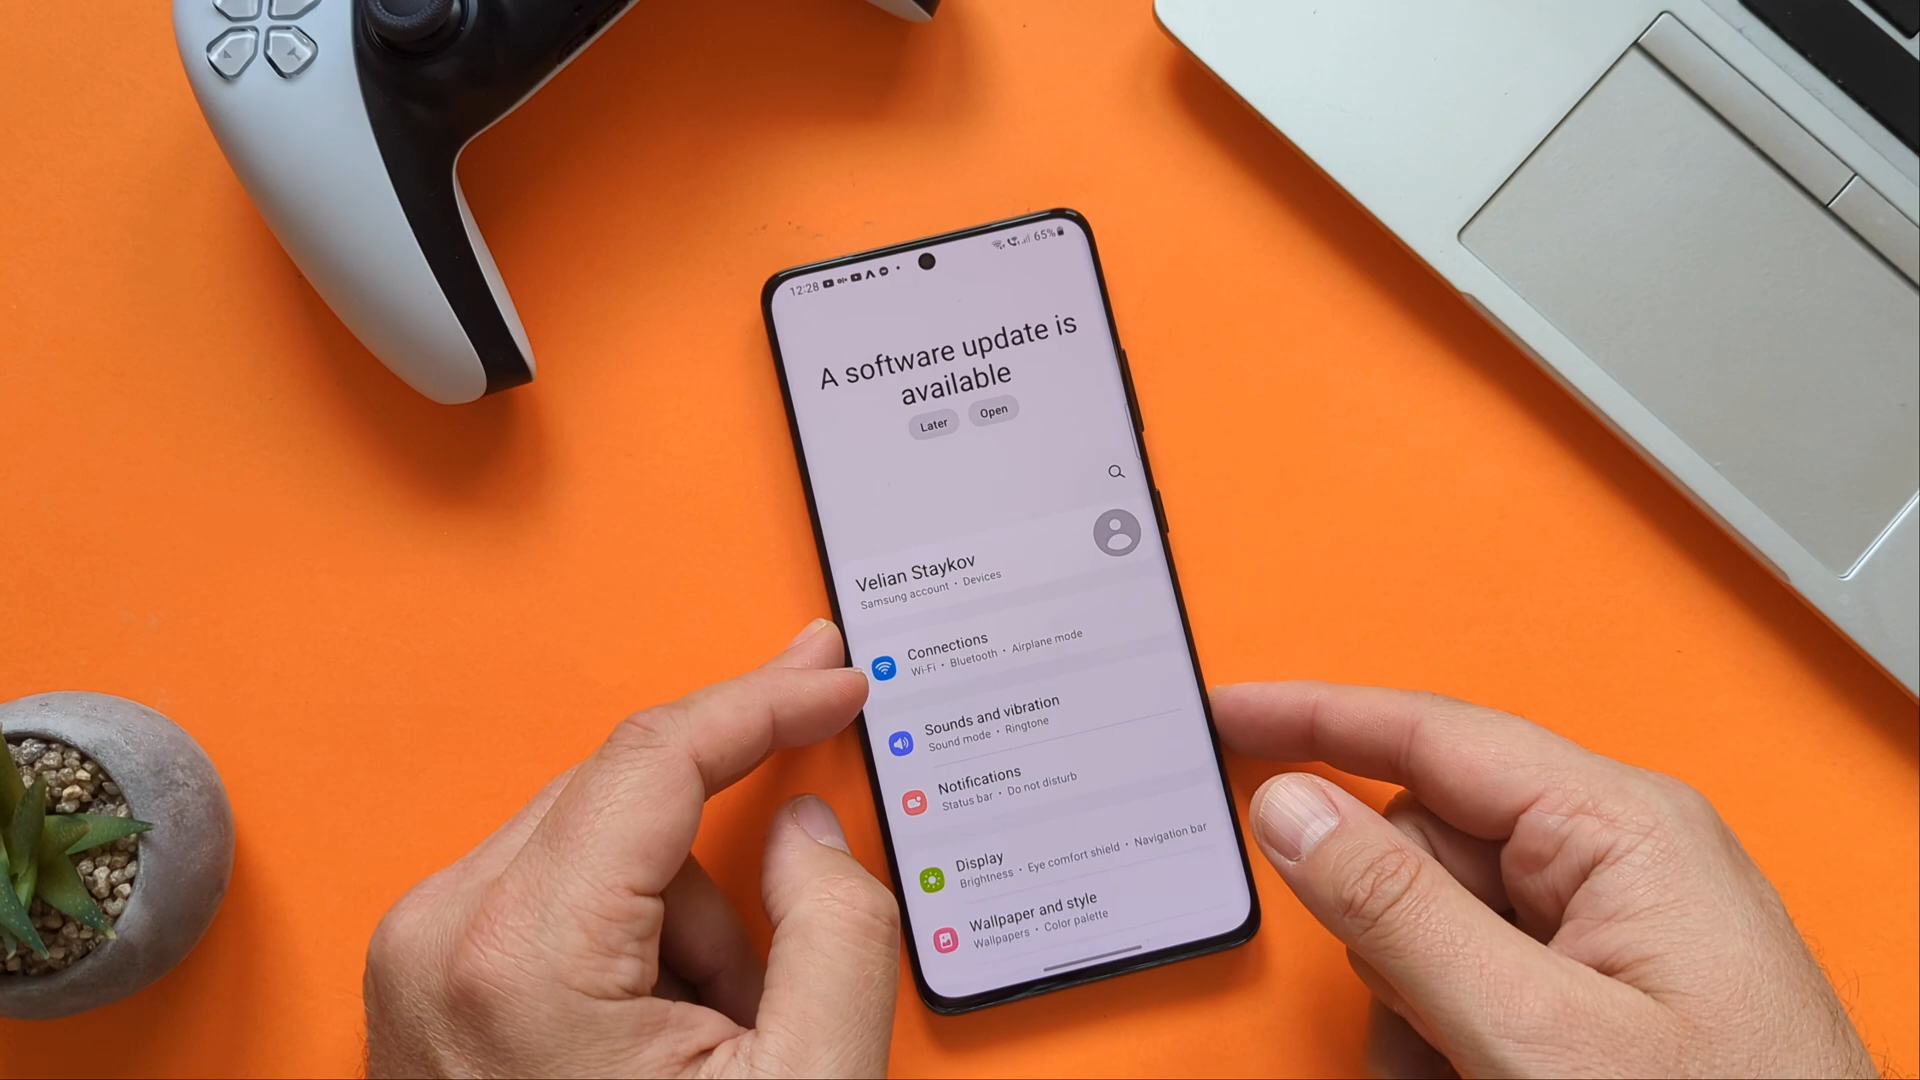 12:28
65%
A software update is
available
Later
Open
Velian Staykov
Samsung account • Devices
Connections
Wi-Fi • Bluetooth • Airplane mode
Sounds and vibration
Sound mode • Ringtone
Notifications
Status bar • Do not disturb
Display
Brightness • Eye comfort shield • Navigation bar
Wallpaper and style
Wallpapers • Color palette